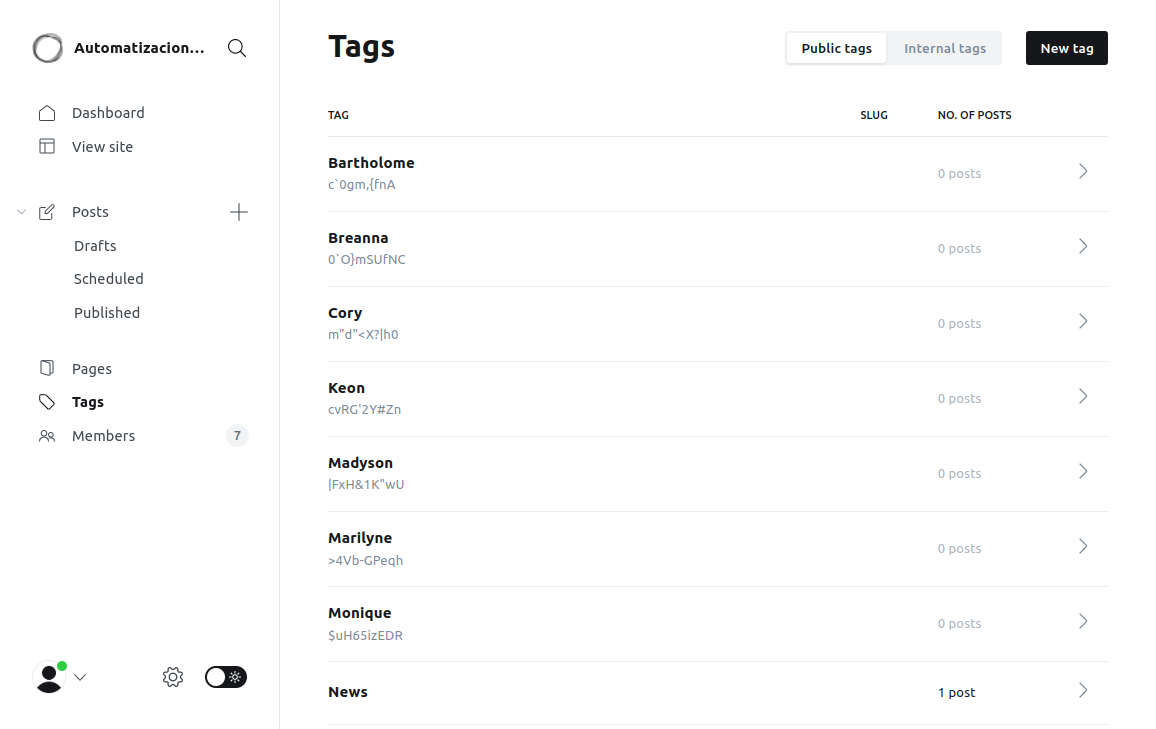 Automatizacion...
Dashboard
View site
Posts
Drafts
Scheduled
Published
Pages
Tags
Members 7
Tags
Public tags Internal tags New tag
TAG SLUG NO. OF POSTS
Bartholome
c`0gm,{fnA
0 posts
Breanna
0`O}mSUfNC
0 posts
Cory
m"d"<X?|h0
0 posts
Keon
cvRG'2Y#Zn
0 posts
Madyson
|FxH&1K"wU
0 posts
Marilyne
>4Vb-GPeqh
0 posts
Monique
$uH65izEDR
0 posts
News
1 post